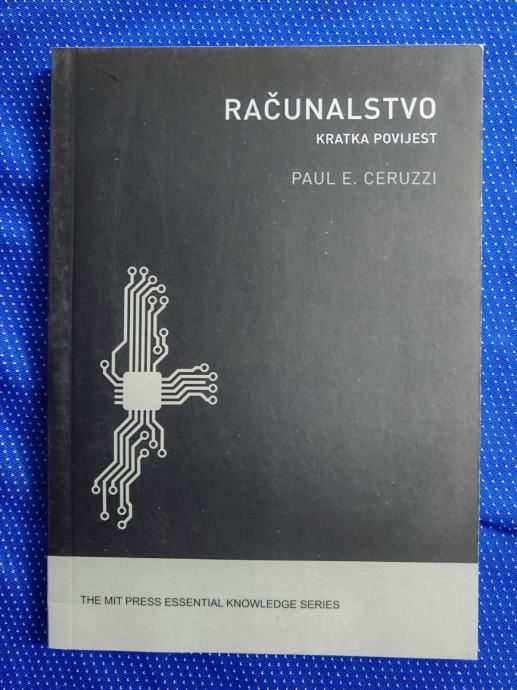 RAČUNALSTVO
KRATKA POVIJEST
PAUL E. CERUZZI
THE MIT PRESS ESSENTIAL KNOWLEDGE SERIES